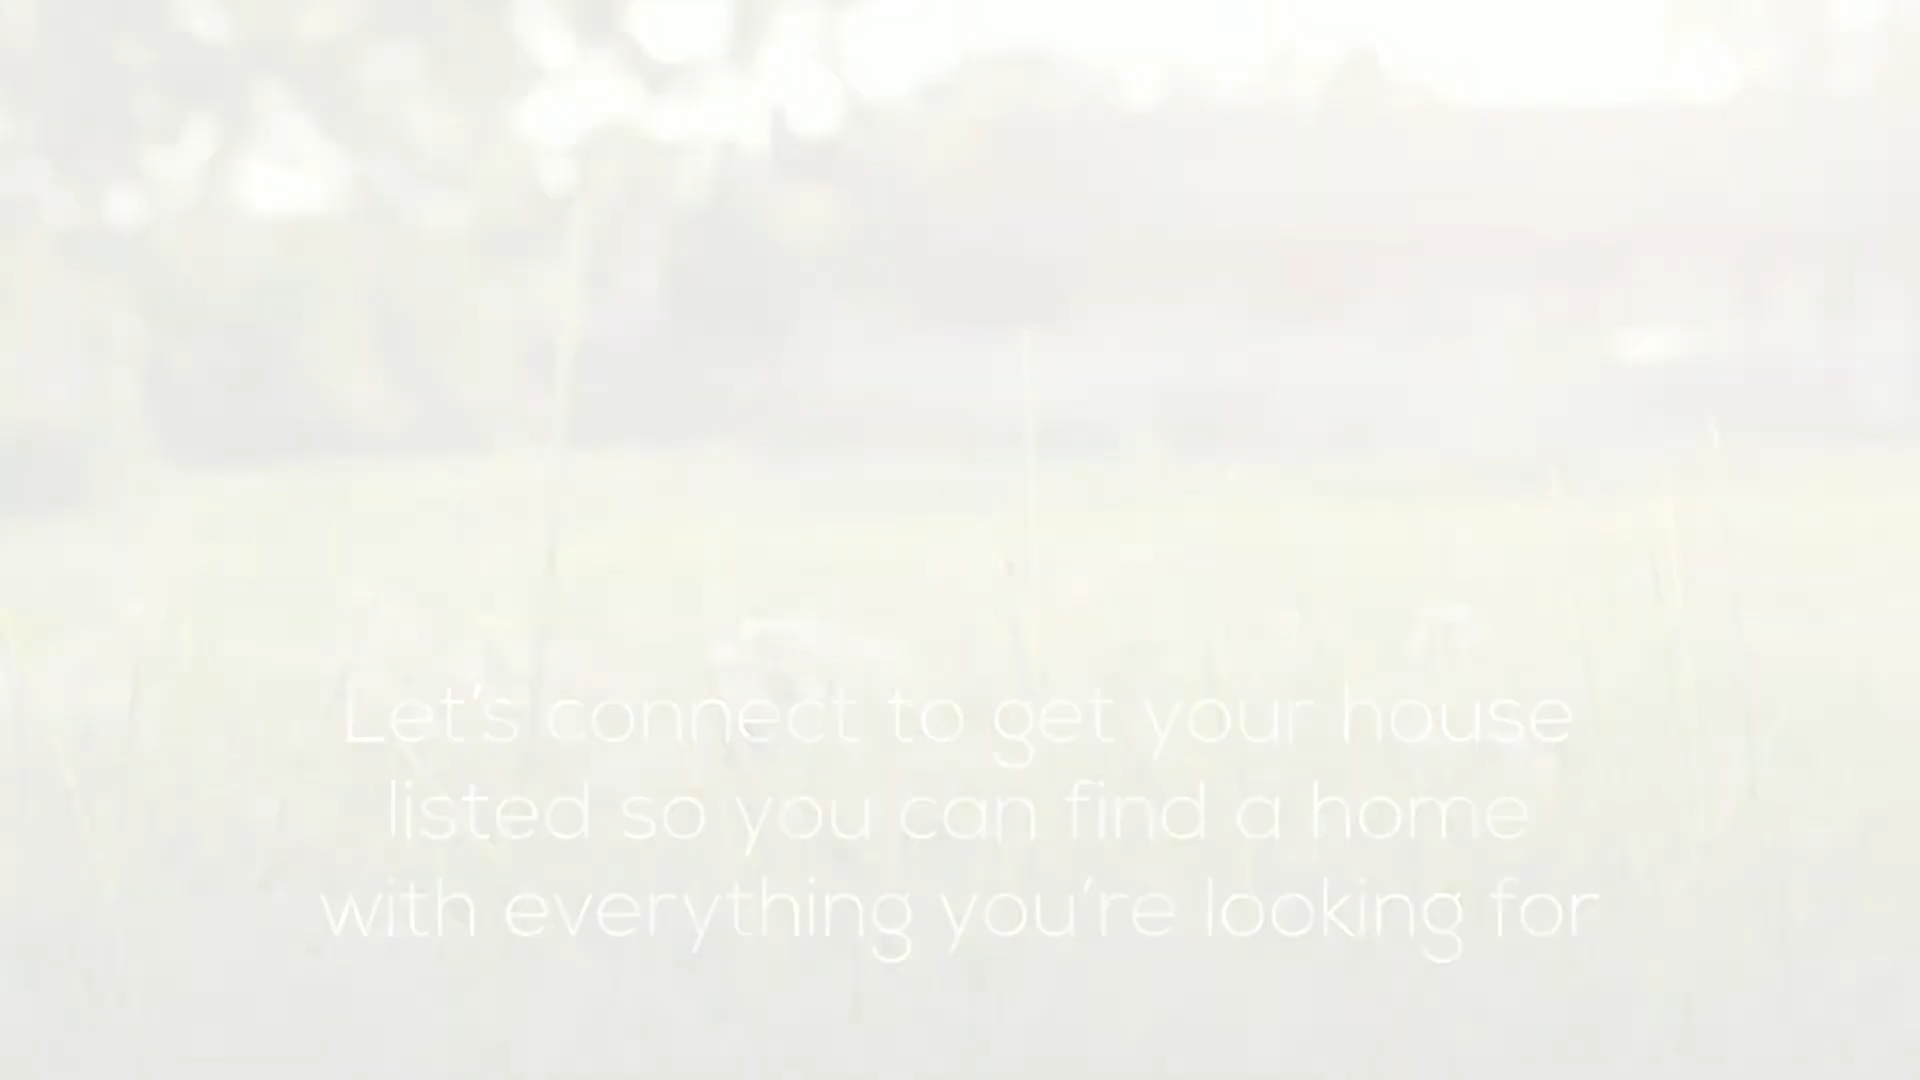 Let's connect to get your house
listed so you can find a home
with everything you're looking for